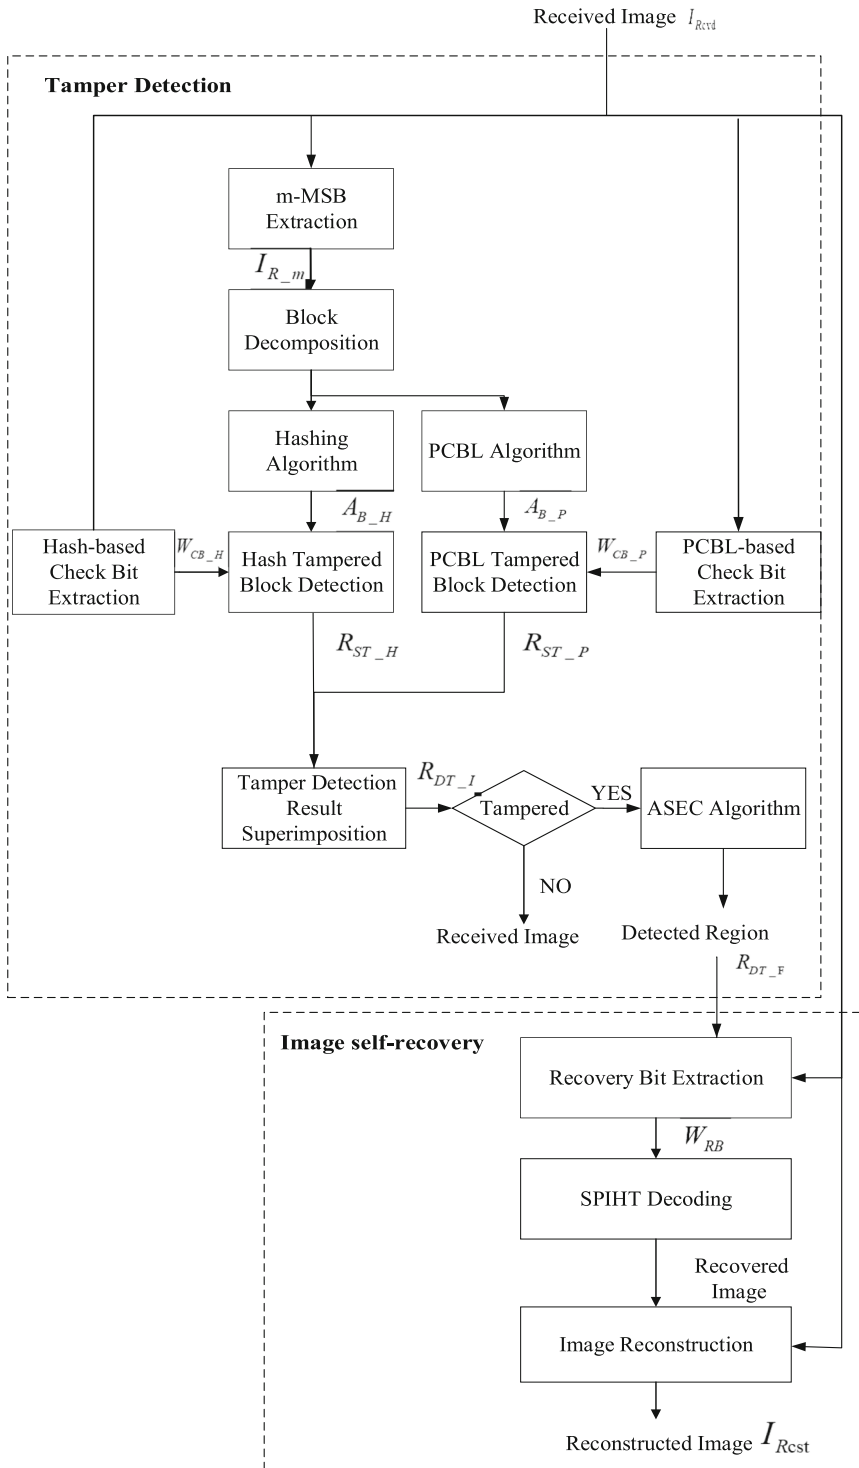 Received Image I_Rcvd
Tamper Detection
m-MSB
Extraction
I_R_m
Block
Decomposition
Hashing
Algorithm
PCBL Algorithm
A_B_H
A_B_P
Hash-based
Check Bit
Extraction
W_CB_H
Hash Tampered
Block Detection
PCBL Tampered
Block Detection
W_CB_P
PCBL-based
Check Bit
Extraction
R_ST_H
R_ST_P
Tamper Detection
Result
Superimposition
R_DT_I
Tampered
YES
ASEC Algorithm
NO
Received Image
Detected Region
R_DT_F
Image self-recovery
Recovery Bit Extraction
W_RB
SPIHT Decoding
Recovered
Image
Image Reconstruction
Reconstructed Image I_Rcst